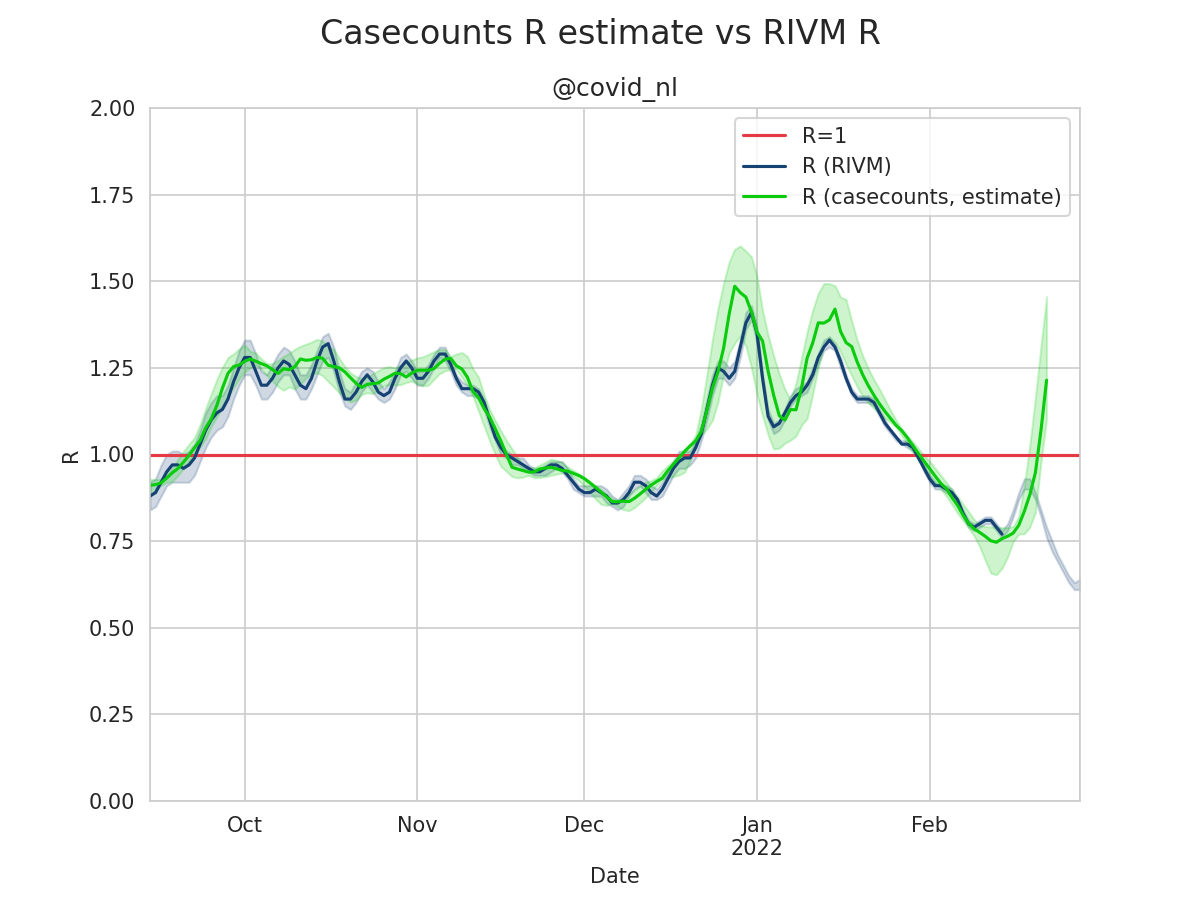 Casecounts R estimate vs RIVM R
@covid_nl
R=1
R (RIVM)
R (casecounts, estimate)
2.00
1.75
1.50
1.25
1.00
0.75
0.50
0.25
0.00
R
Oct
Nov
Dec
Jan
2022
Feb
Date